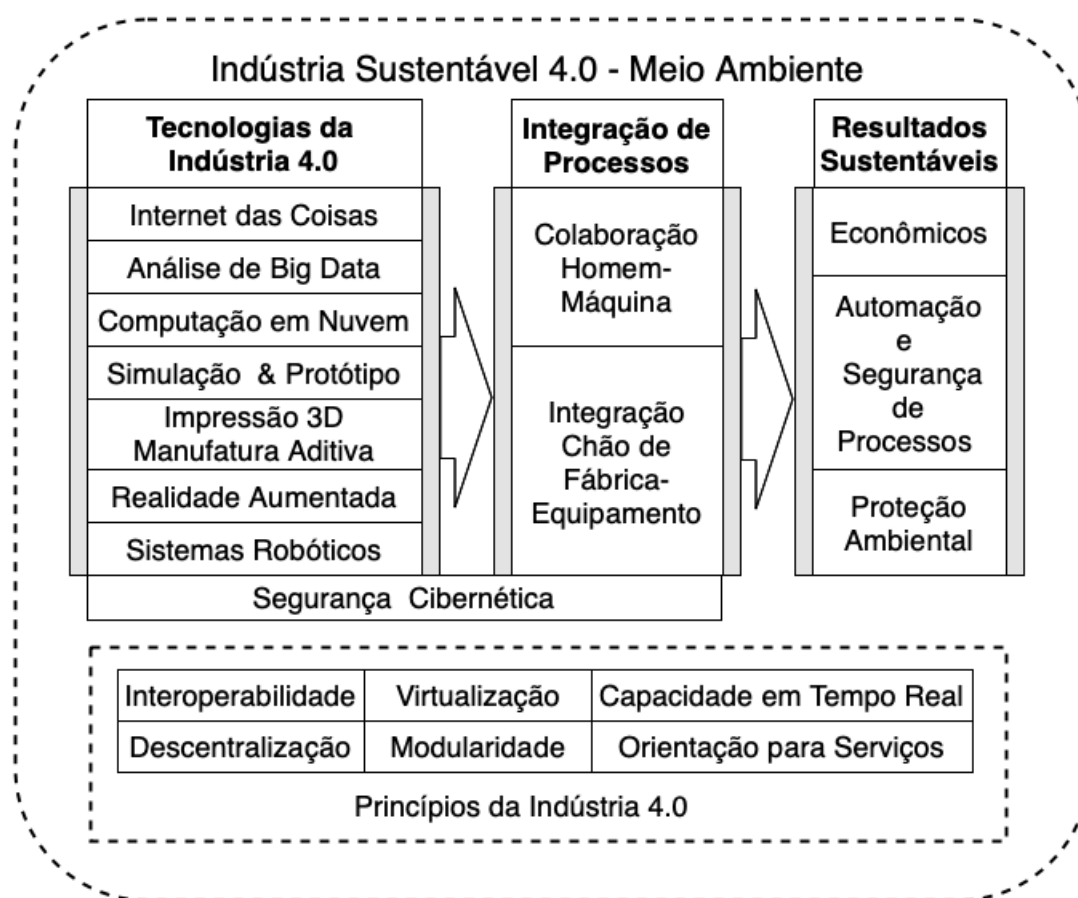 Indústria Sustentável 4.0 - Meio Ambiente
Tecnologias da
Indústria 4.0
Internet das Coisas
Análise de Big Data
Computação em Nuvem
Simulação & Protótipo
Impressão 3D
Manufatura Aditiva
Realidade Aumentada
Sistemas Robóticos
Integração de
Processos
Colaboração
Homem-
Máquina
Integração
Chão de
Fábrica-
Equipamento
Resultados
Sustentáveis
Econômicos
Automação
e
Segurança
de
Processos
Proteção
Ambiental
Segurança Cibernética
Interoperabilidade
Virtualização
Capacidade em Tempo Real
Descentralização
Modularidade
Orientação para Serviços
Princípios da Indústria 4.0